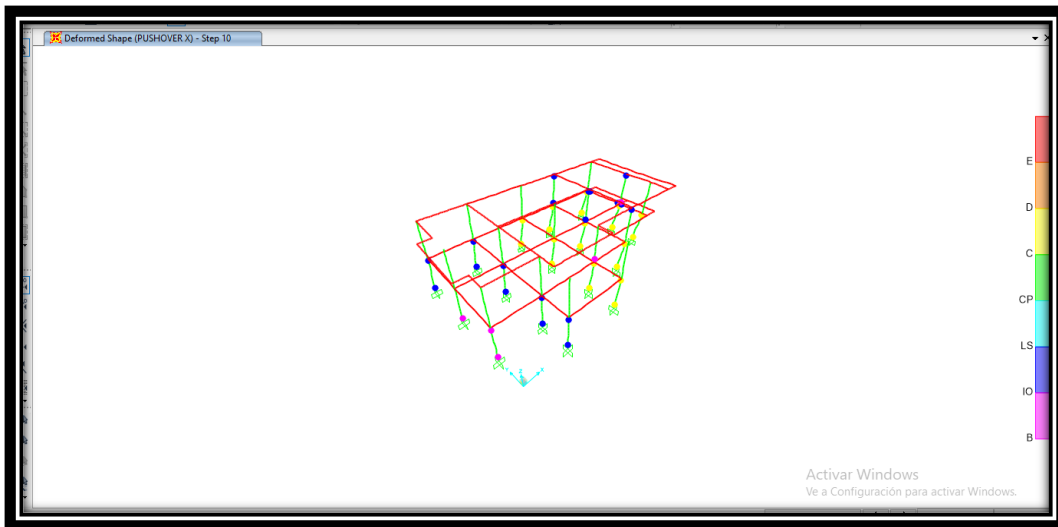 Deformed Shape (PUSHOVER X) - Step 10
E
D
C
CP
LS
IO
B
Activar Windows
Ve a Configuración para activar Windows.